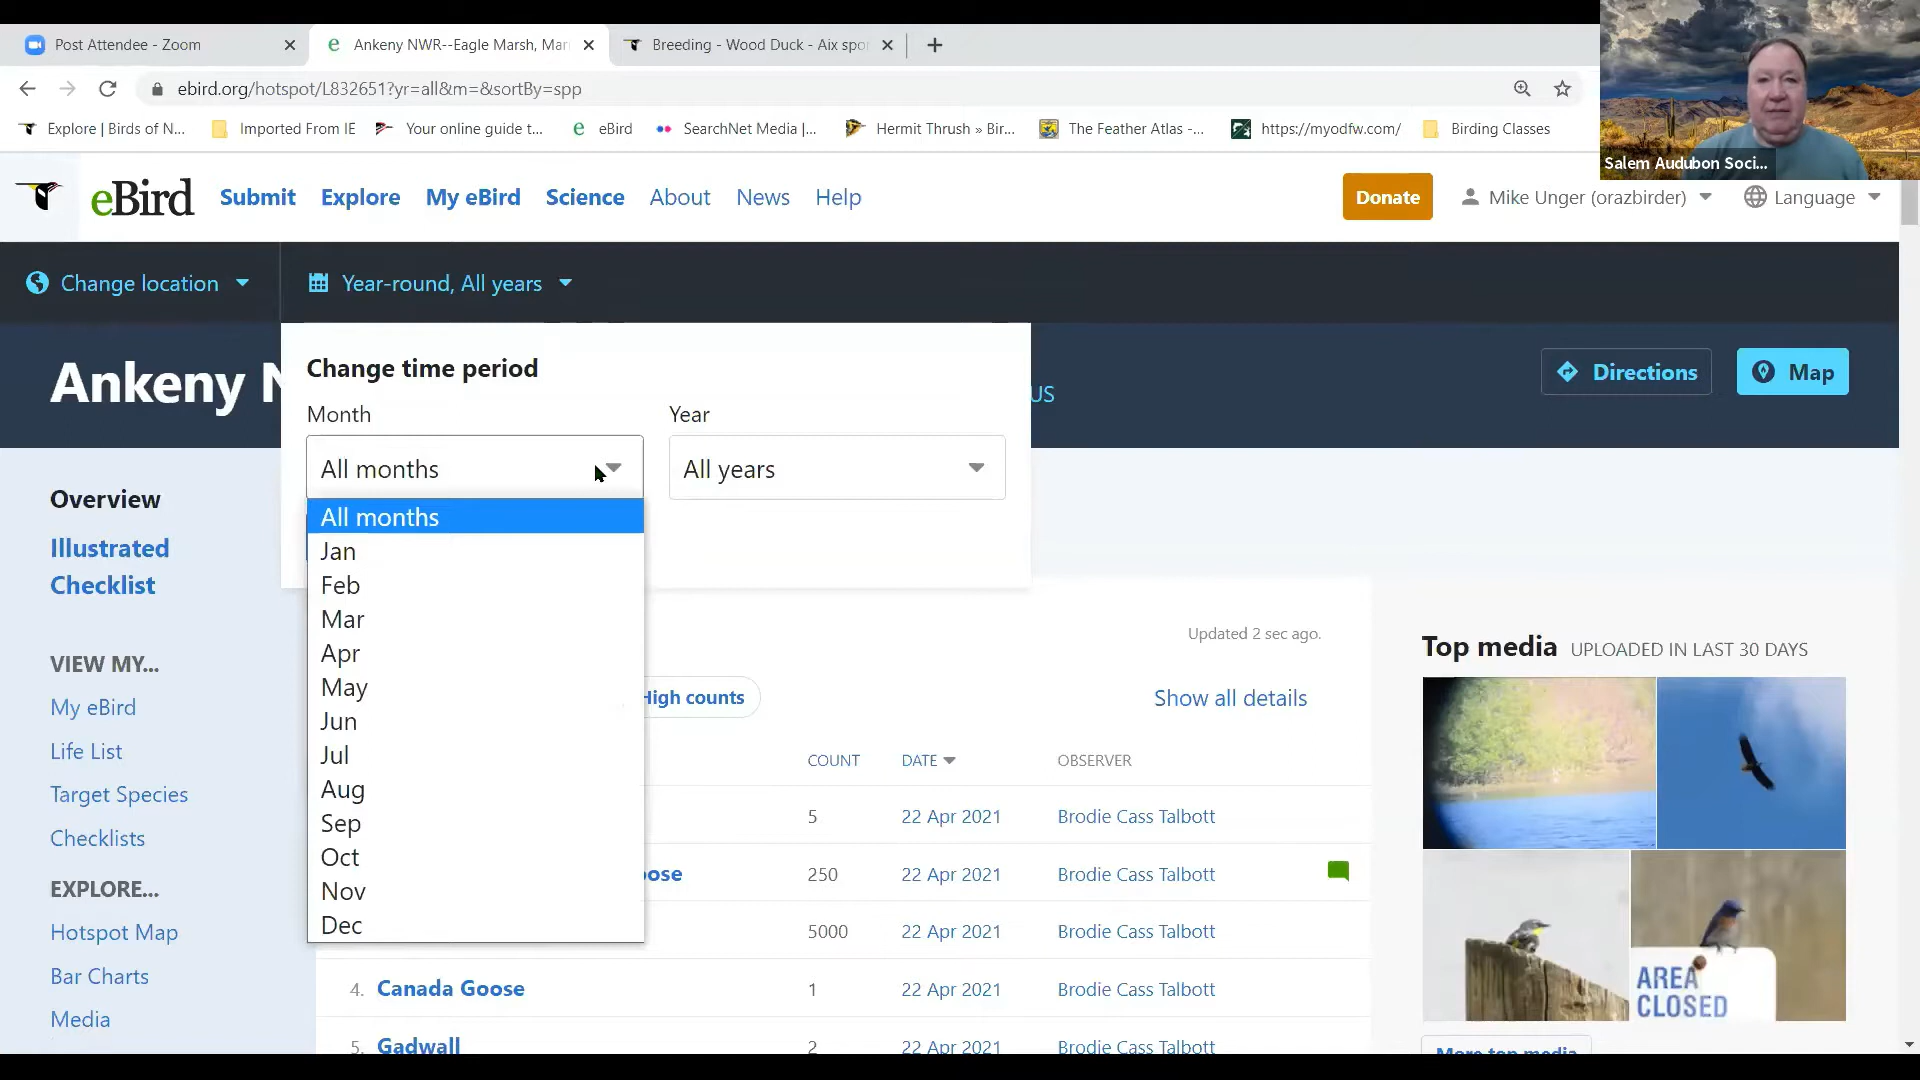 Post Attendee - Zoom
Ankeny NWR--Eagle Marsh, Mar
Breeding - Wood Duck - Aix spo
ebird.org/hotspot/L832651?yr=all&m=&sortBy=spp
Explore | Birds of N...
Imported From IE
Your online guide t...
eBird
SearchNet Media |...
Hermit Thrush » Bir...
The Feather Atlas -...
https://myodfw.com/
Birding Classes
Salem Audubon Soci...
eBird
Submit
Explore
My eBird
Science
About
News
Help
Donate
Mike Unger (orazbirder)
Language
Change location
Year-round, All years
Ankeny N
US
Directions
Map
Change time period
Month
Year
All months
All years
All months
Jan
Feb
Mar
Apr
May
Jun
Jul
Aug
Sep
Oct
Nov
Dec
Overview
Illustrated
Checklist
VIEW MY...
My eBird
Life List
Target Species
Checklists
EXPLORE...
Hotspot Map
Bar Charts
Media
Updated 2 sec ago.
High counts
Show all details
COUNT
DATE
OBSERVER
5
22 Apr 2021
Brodie Cass Talbott
oose
250
22 Apr 2021
Brodie Cass Talbott
5000
22 Apr 2021
Brodie Cass Talbott
4. Canada Goose
1
22 Apr 2021
Brodie Cass Talbott
5. Gadwall
2
22 Apr 2021
Brodie Cass Talbott
Top media UPLOADED IN LAST 30 DAYS
AREA
CLOSED
More top media